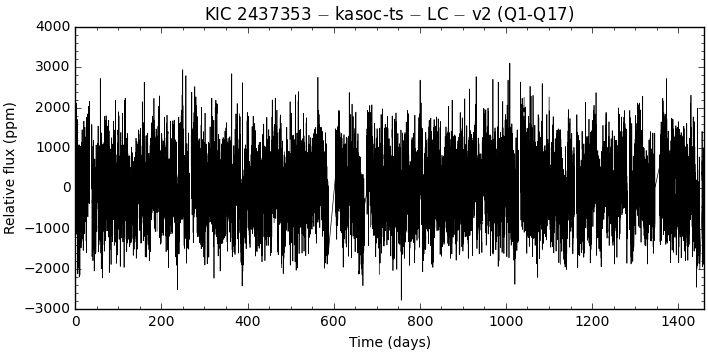 KIC 2437353 − kasoc-ts − LC − v2 (Q1-Q17)
4000
3000
2000
1000
0
−1000
−2000
−3000
Relative flux (ppm)
0 200 400 600 800 1000 1200 1400
Time (days)